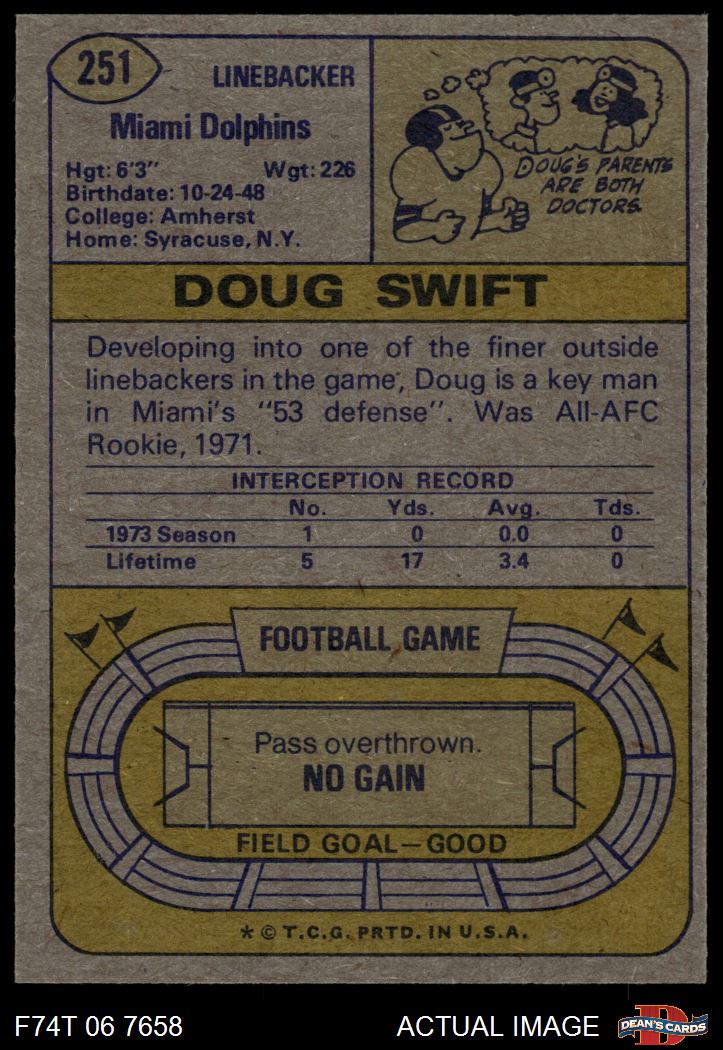 251
LINEBACKER
Miami Dolphins
Hgt: 6'3" Wgt: 226
Birthdate: 10-24-48
College: Amherst
Home: Syracuse, N.Y.
DOUG'S PARENTS
ARE BOTH
DOCTORS.
DOUG SWIFT
Developing into one of the finer outside
linebackers in the game, Doug is a key man
in Miami's "53 defense". Was All-AFC
Rookie, 1971.
INTERCEPTION RECORD
No. Yds. Avg. Tds.
1973 Season 1 0 0.0 0
Lifetime 5 17 3.4 0
FOOTBALL GAME
Pass overthrown.
NO GAIN
FIELD GOAL—GOOD
* © T.C.G. PRTD. IN U.S.A.
F74T 06 7658 ACTUAL IMAGE DEAN'S CARDS